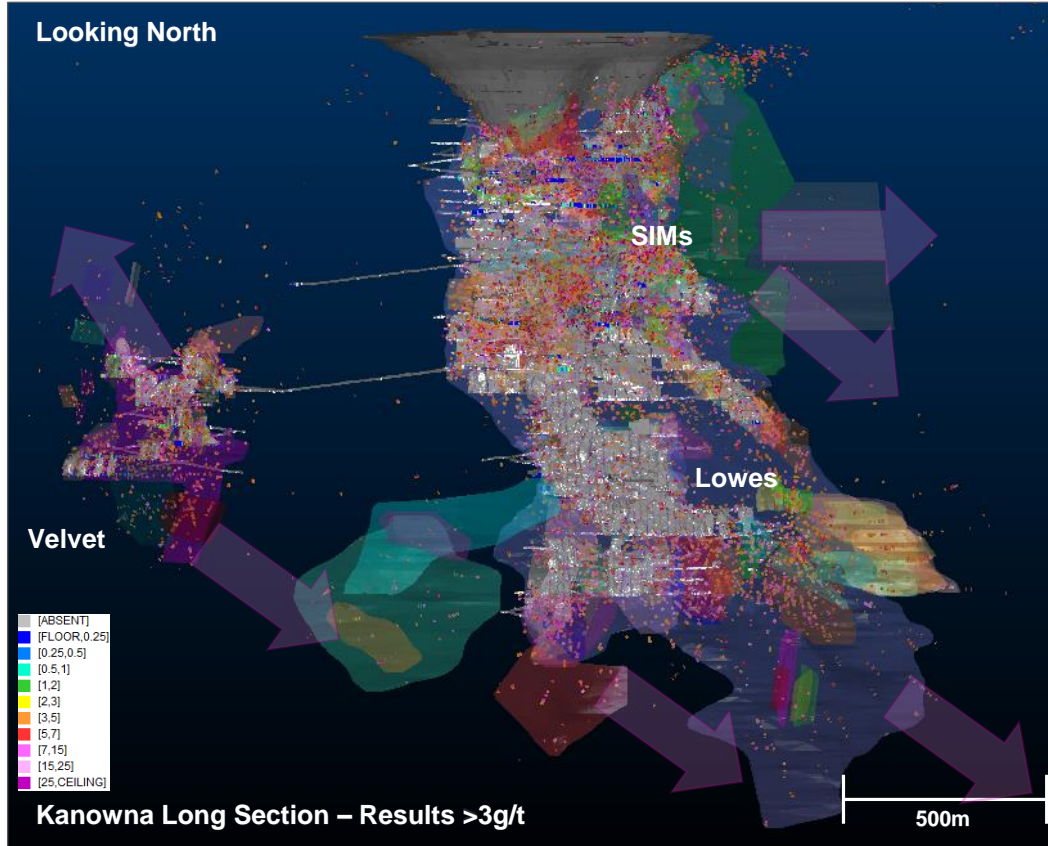 Looking North
SIMs
Lowes
Velvet
[ABSENT]
[FLOOR,0.25]
[0.25,0.5]
[0.5,1]
[1,2]
[2,3]
[3,5]
[5,7]
[7,15]
[15,25]
[25,CEILING]
Kanowna Long Section – Results >3g/t
500m